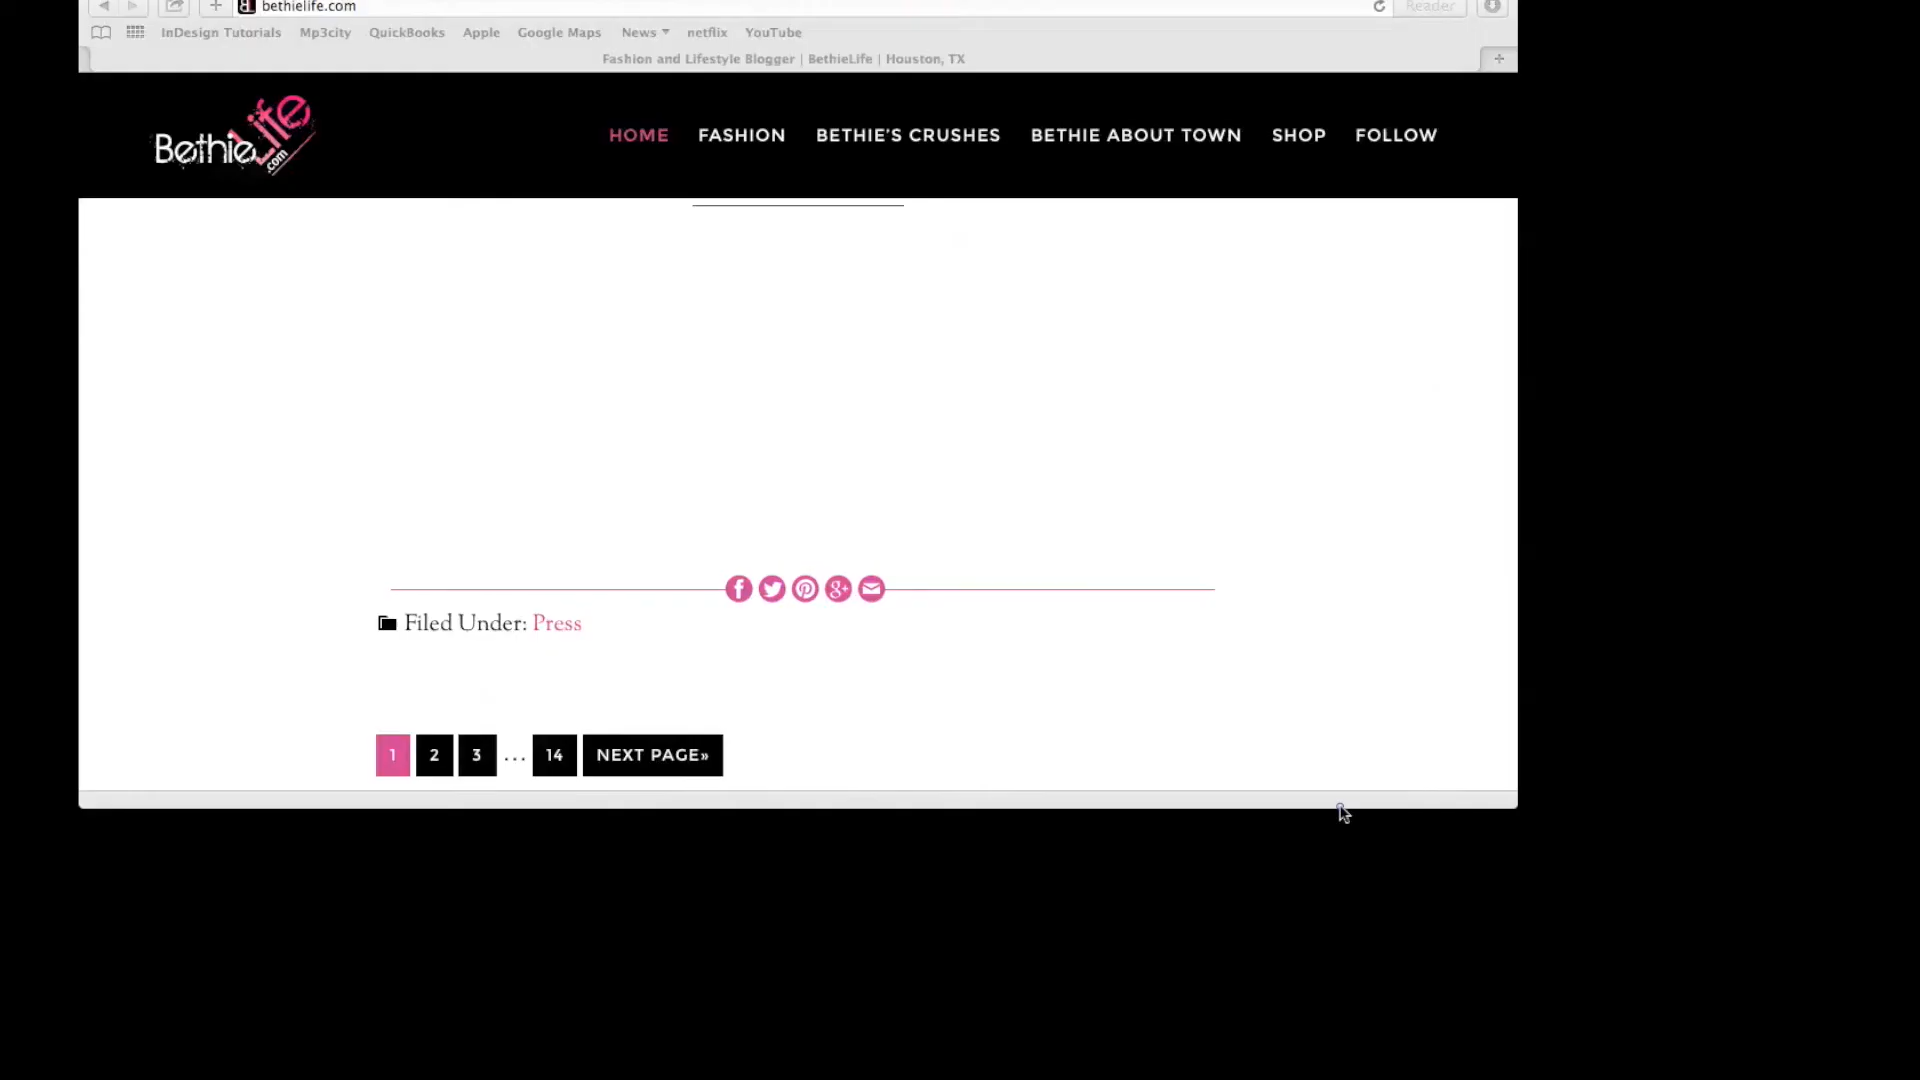 bethielife.com
Reader
InDesign Tutorials Mp3city QuickBooks Apple Google Maps News netflix YouTube
Fashion and Lifestyle Blogger | BethieLife | Houston, TX
BethieLife.com
HOME FASHION BETHIE'S CRUSHES BETHIE ABOUT TOWN SHOP FOLLOW
Filed Under: Press
1 2 3 ... 14 NEXT PAGE»